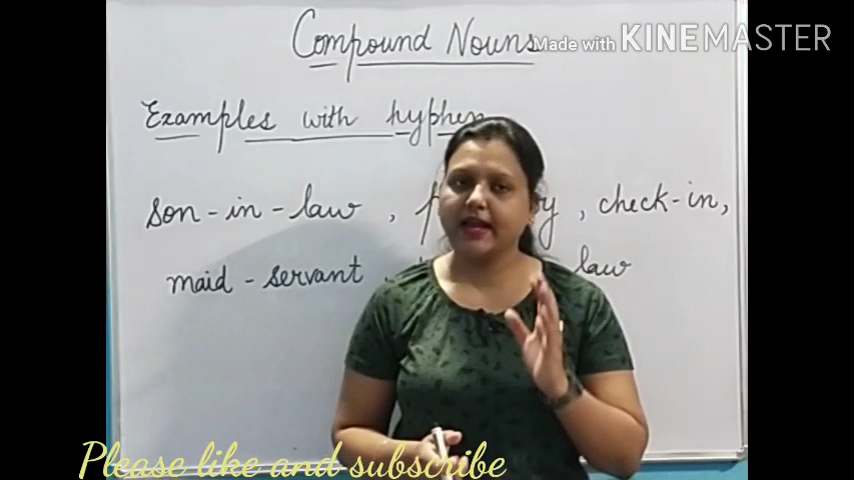 Compound Nouns
Made with KINEMASTER
Examples with hyphen
son-in-law, , check-in,
maid-servant, law
Please like and subscribe